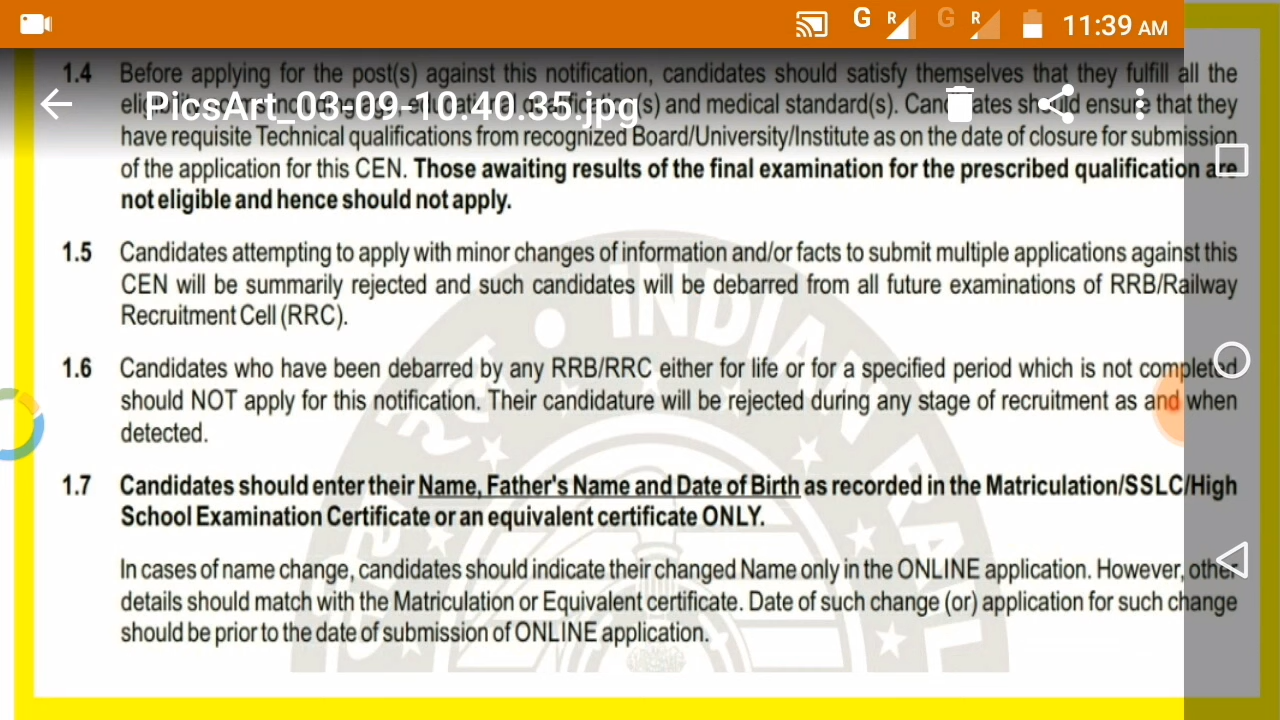 G R G R 11:39 AM
PicsArt_03-09-10.40.35.jpg
1.4 Before applying for the post(s) against this notification, candidates should satisfy themselves that they fulfill all the
and medical standard(s). Candidates should ensure that they
have requisite Technical qualifications from recognized Board/University/Institute as on the date of closure for submission
of the application for this CEN. Those awaiting results of the final examination for the prescribed qualification are
not eligible and hence should not apply.
1.5 Candidates attempting to apply with minor changes of information and/or facts to submit multiple applications against this
CEN will be summarily rejected and such candidates will be debarred from all future examinations of RRB/Railway
Recruitment Cell (RRC).
1.6 Candidates who have been debarred by any RRB/RRC either for life or for a specified period which is not completed
should NOT apply for this notification. Their candidature will be rejected during any stage of recruitment as and when
detected.
1.7 Candidates should enter their Name, Father's Name and Date of Birth as recorded in the Matriculation/SSLC/High
School Examination Certificate or an equivalent certificate ONLY.
In cases of name change, candidates should indicate their changed Name only in the ONLINE application. However, other
details should match with the Matriculation or Equivalent certificate. Date of such change (or) application for such change
should be prior to the date of submission of ONLINE application.
INDIAN RAIL